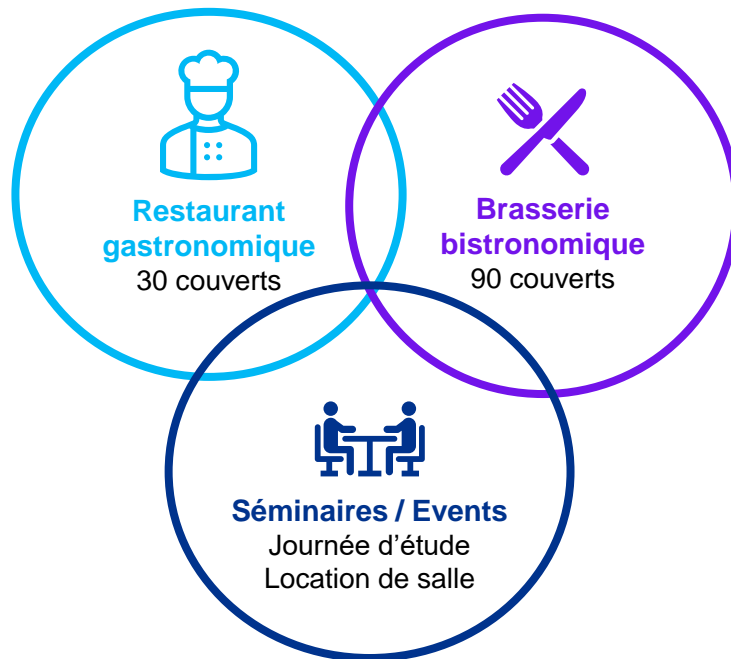 Restaurant
gastronomique
30 couverts
Brasserie
bistronomique
90 couverts
Séminaires / Events
Journée d’étude
Location de salle